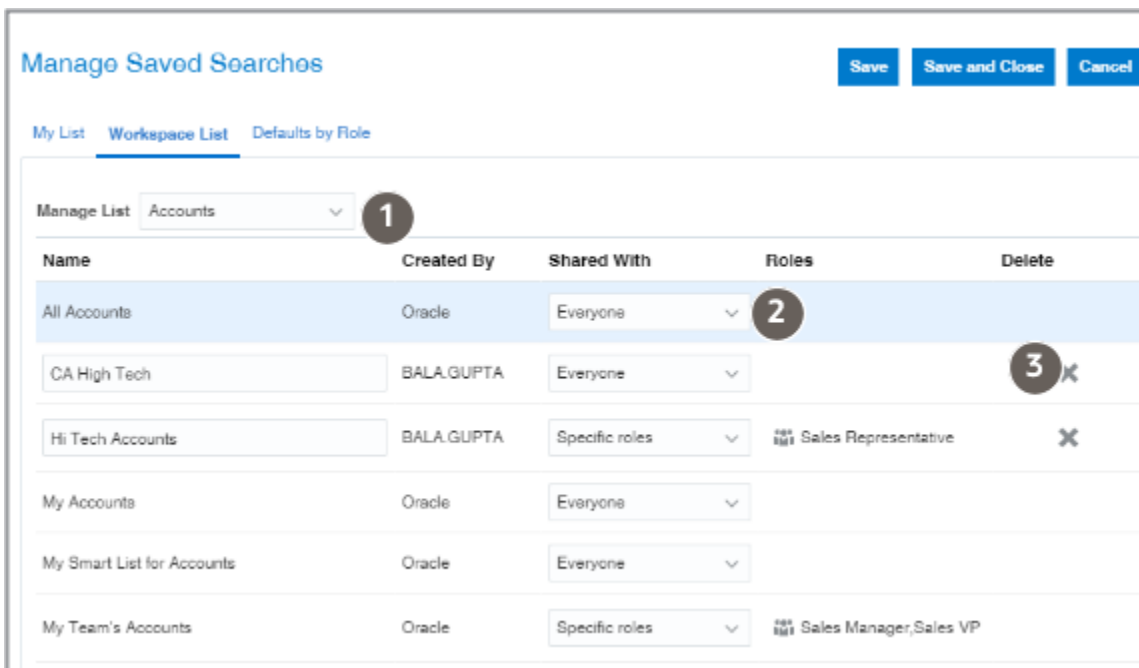 Manage Saved Searches
Save Save and Close Cancel
My List Workspace List Defaults by Role
Manage List Accounts 1
Name Created By Shared With Roles Delete
All Accounts Oracle Everyone 2
CA High Tech BALA.GUPTA Everyone 3
Hi Tech Accounts BALA.GUPTA Specific roles Sales Representative
My Accounts Oracle Everyone
My Smart List for Accounts Oracle Everyone
My Team's Accounts Oracle Specific roles Sales Manager,Sales VP